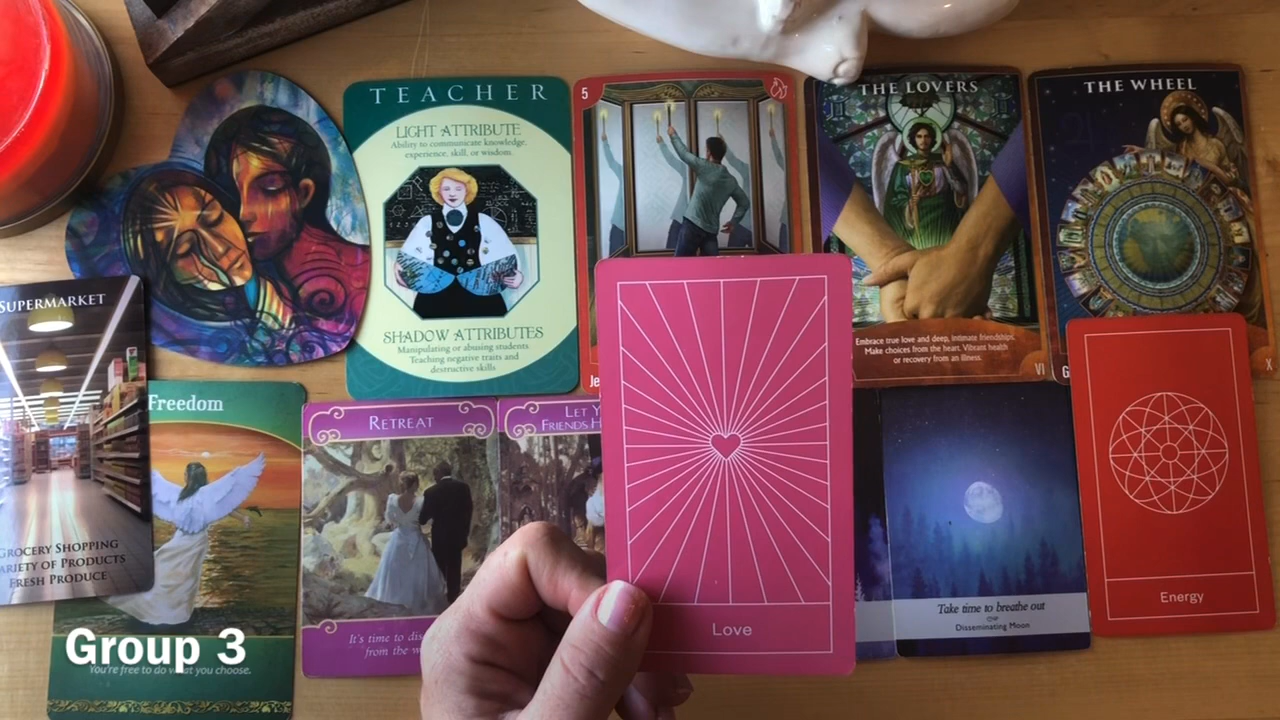 TEACHER
LIGHT ATTRIBUTE
Ability to communicate knowledge,
experience, skill, or wisdom.
SHADOW ATTRIBUTES
Manipulating or abusing students.
Teaching negative traits and
destructive skills
5
THE LOVERS
Embrace true love and deep, intimate friendships.
Make choices from the heart. Vibrant health
or recovery from an illness.
VI
THE WHEEL
X
SUPERMARKET
GROCERY SHOPPING
FRESH PRODUCE
Freedom
You're free to do what you choose.
RETREAT
It's time to
from the
LET
FRIENDS
Love
Take time to breathe out
Disseminating Moon
Energy
Group 3